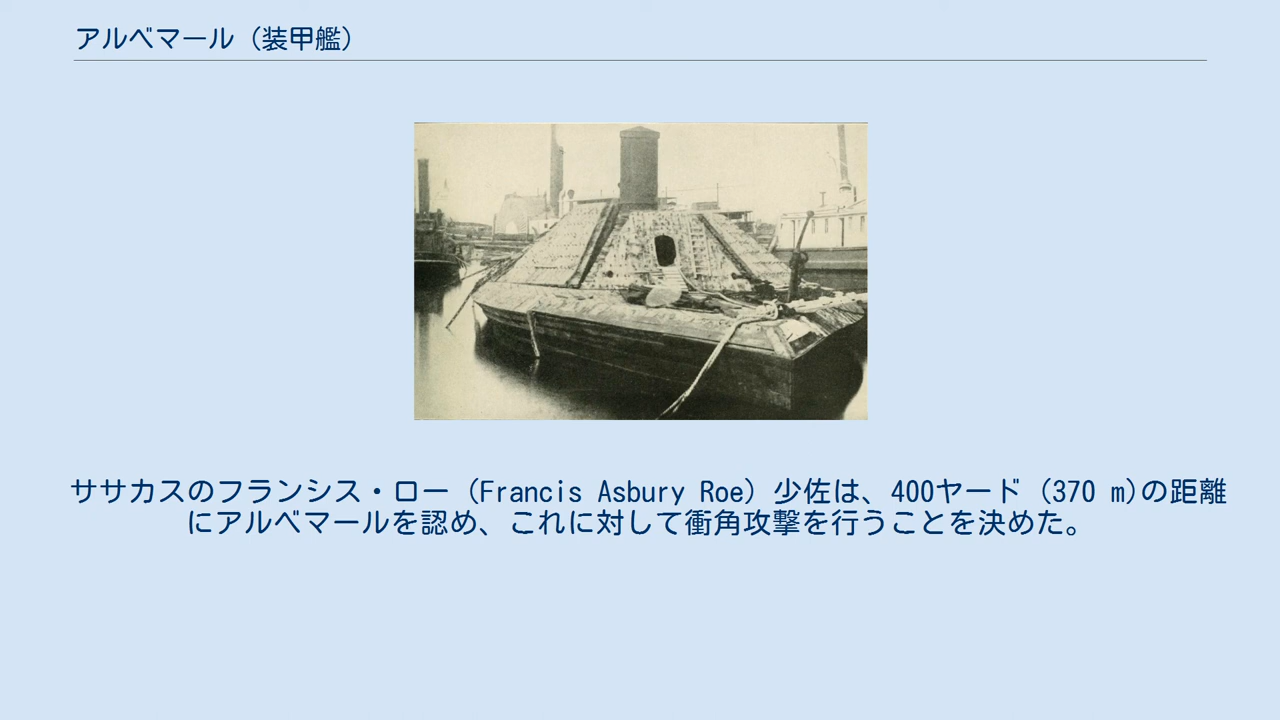 アルベマール（装甲艦）
ササカスのフランシス・ロー（Francis Asbury Roe）少佐は、400ヤード（370 m)の距離
にアルベマールを認め、これに対して衝角攻撃を行うことを決めた。